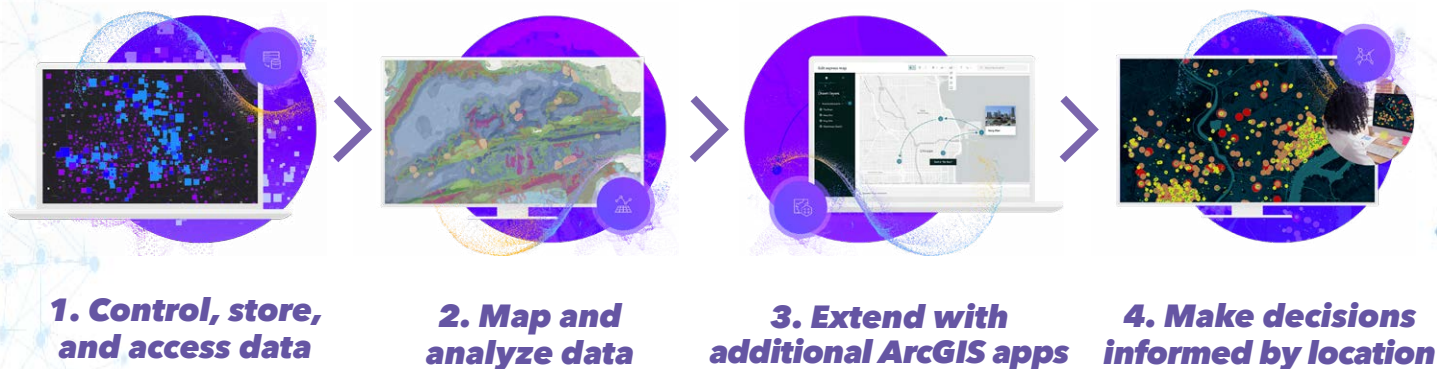 1. Control, store,
and access data
2. Map and
analyze data
3. Extend with
additional ArcGIS apps
4. Make decisions
informed by location